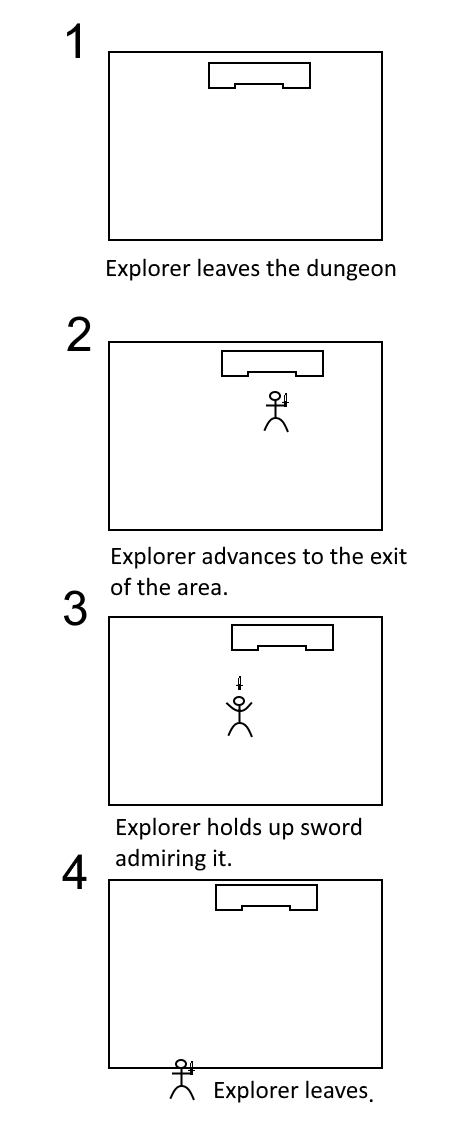 1
Explorer leaves the dungeon
2
Explorer advances to the exit
of the area.
3
Explorer holds up sword
admiring it.
4
Explorer leaves.